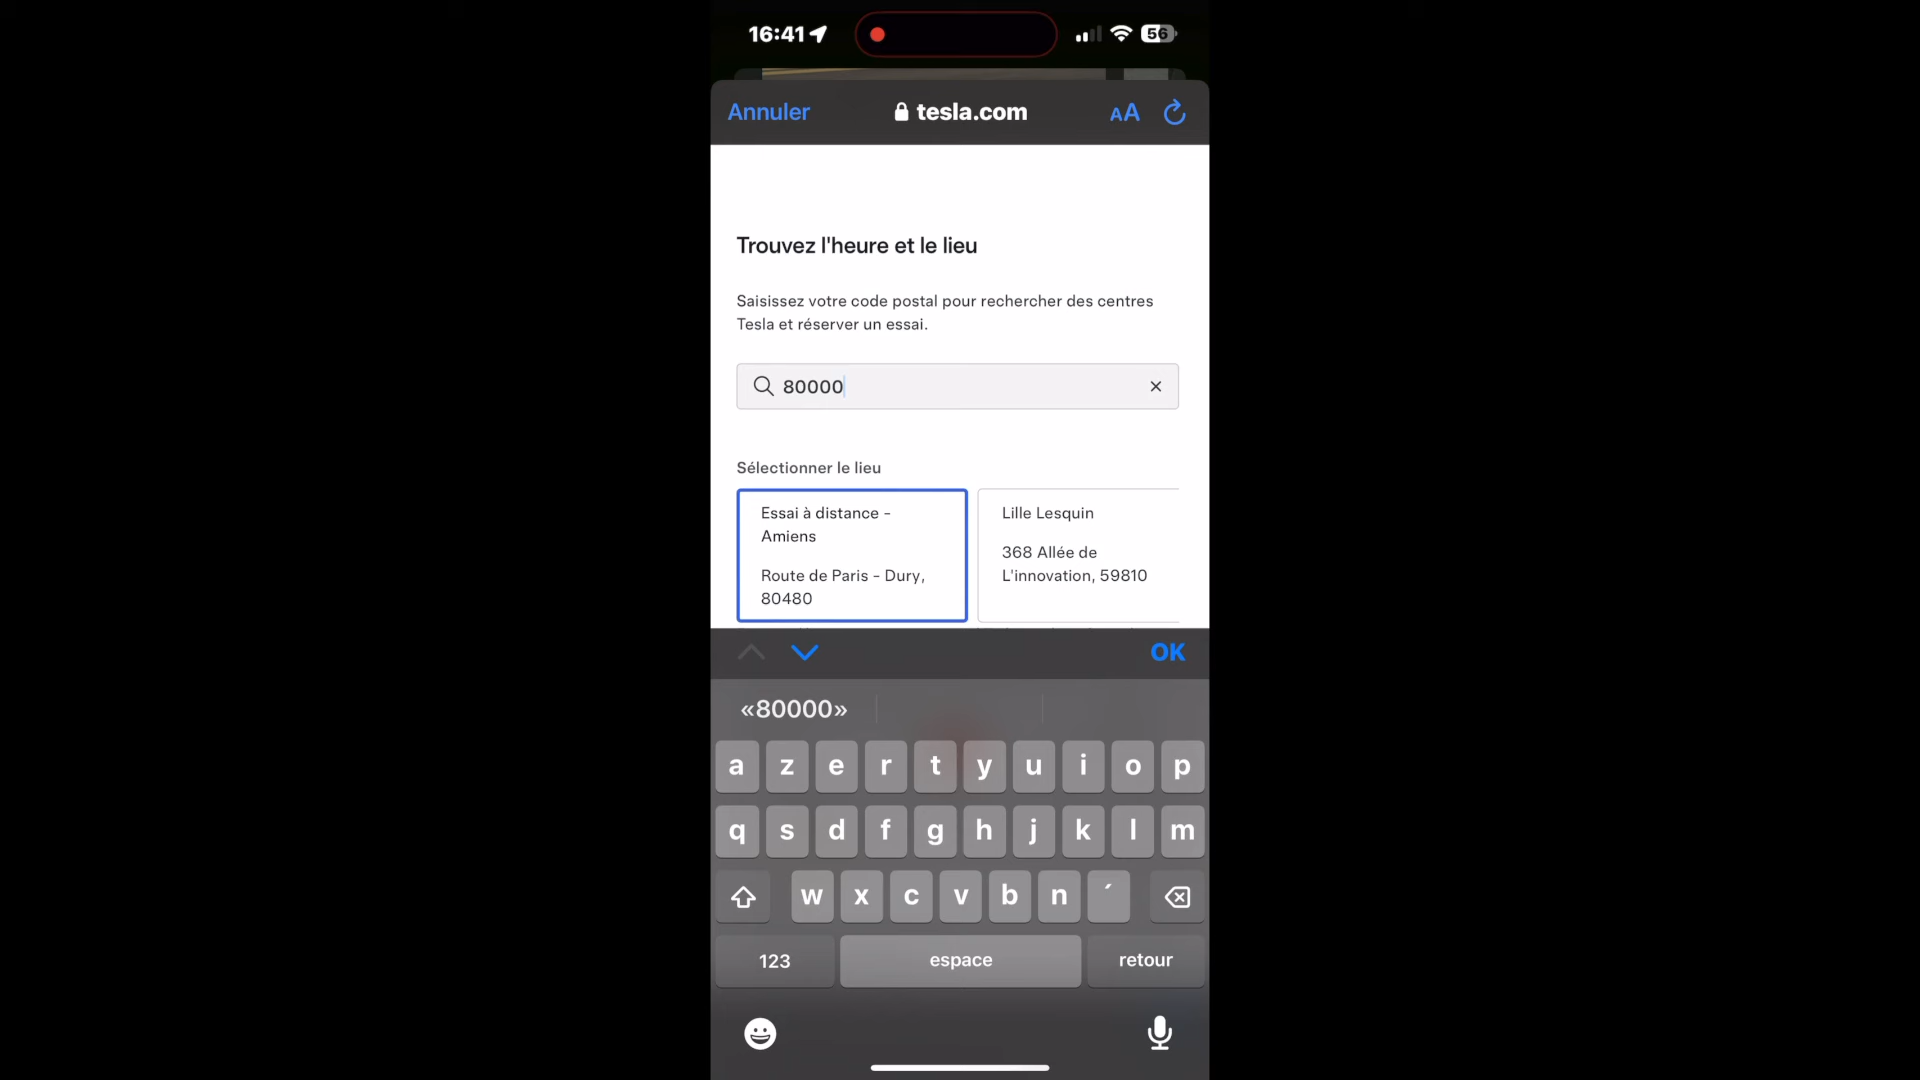 16:41
56
Annuler
tesla.com
AA
Trouvez l'heure et le lieu
Saisissez votre code postal pour rechercher des centres
Tesla et réserver un essai.
80000
Sélectionner le lieu
Essai à distance -
Amiens
Route de Paris - Dury,
80480
Lille Lesquin
368 Allée de
L'innovation, 59810
OK
«80000»
a z e r t y u i o p
q s d f g h j k l m
w x c v b n ´
123
espace
retour